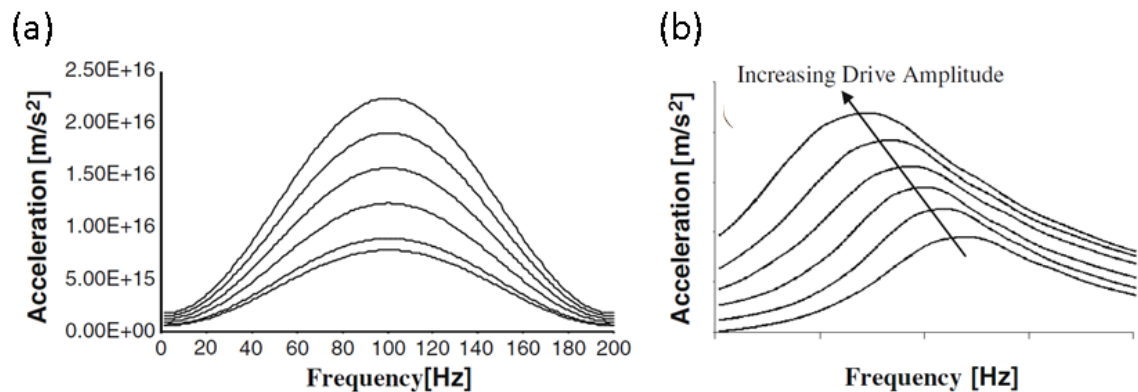 (a)
Acceleration [m/s²]
2.50E+16
2.00E+16
1.50E+16
1.00E+16
5.00E+15
0.00E+00
0 20 40 60 80 100 120 140 160 180 200
Frequency[Hz]
(b)
Increasing Drive Amplitude
Acceleration [m/s²]
Frequency [Hz]